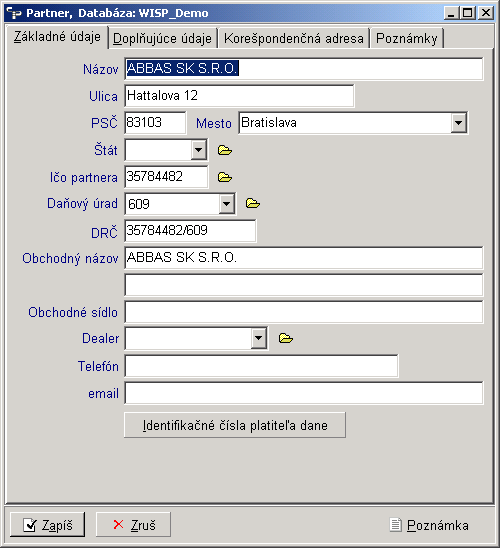 Partner, Databáza: WISP_Demo
Základné údaje Doplňujúce údaje Korešpondenčná adresa Poznámky
Názov ABBAS SK S.R.O.
Ulica Hattalova 12
PSČ 83103 Mesto Bratislava
Štát
Ičo partnera 35784482
Daňový úrad 609
DRČ 35784482/609
Obchodný názov ABBAS SK S.R.O.
Obchodné sídlo
Dealer
Telefón
email
Identifikačné čísla platiteľa dane
Zapíš Zruš Poznámka